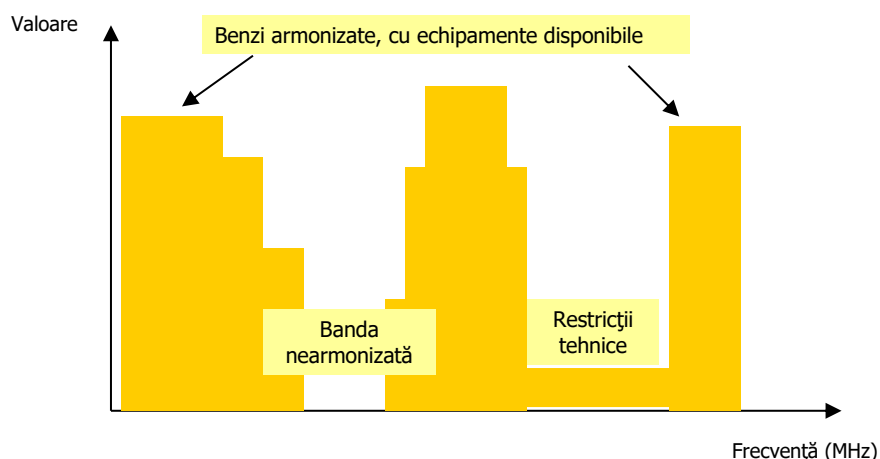 Valoare
Benzi armonizate, cu echipamente disponibile
Banda
nearmonizată
Restricţii
tehnice
Frecvenţă (MHz)